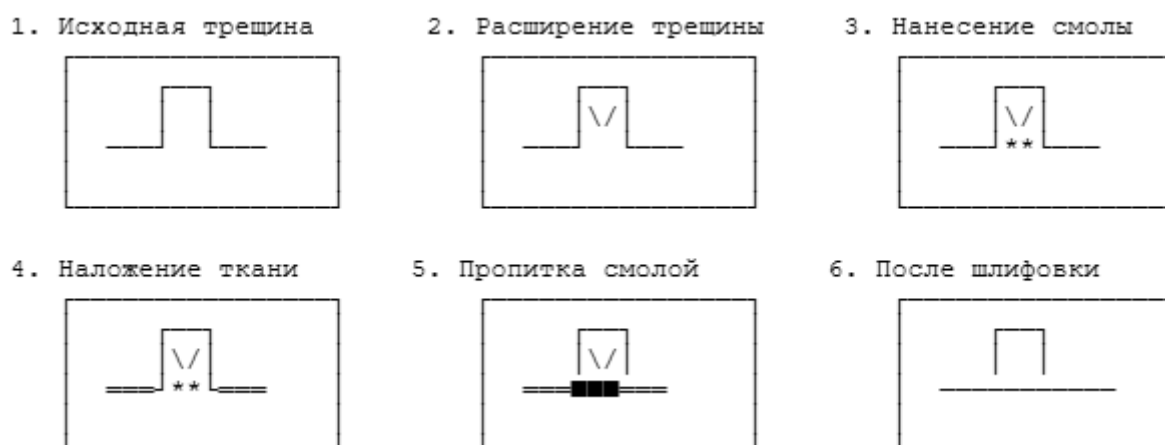 1. Исходная трещина
2. Расширение трещины
3. Нанесение смолы
\/
\/
**
4. Наложение ткани
5. Пропитка смолой
6. После шлифовки
\/
**
\/